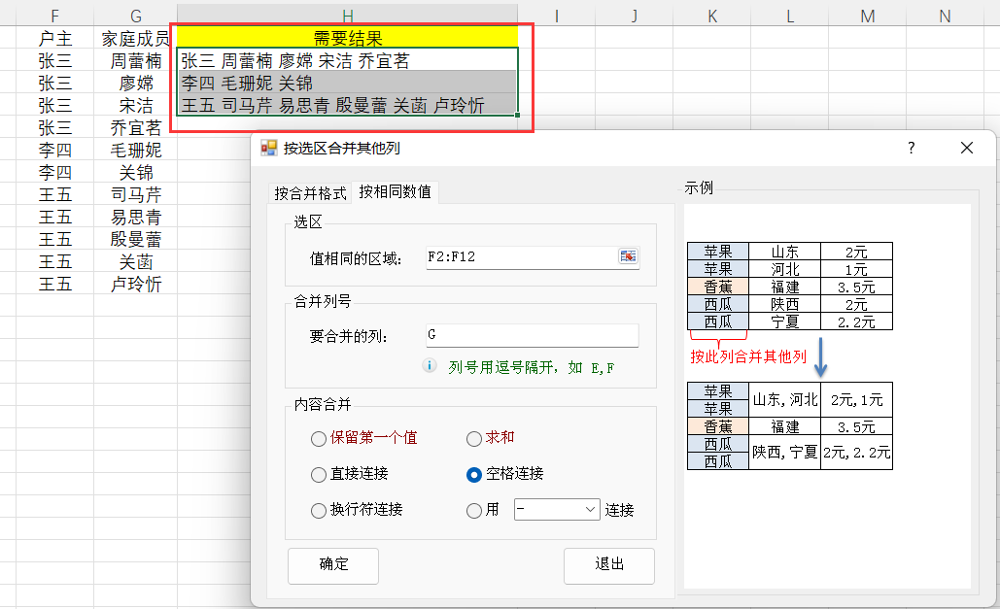 F G H I J K L M N
户主 家庭成员 需要结果
张三 周蕾楠 张三 周蕾楠 廖嫦 宋洁 乔宜茗
张三 廖嫦 李四 毛珊妮 关锦
张三 宋洁 王五 司马芹 易思青 殷曼蕾 关菡 卢玲忻
张三 乔宜茗
李四 毛珊妮
李四 关锦
王五 司马芹
王五 易思青
王五 殷曼蕾
王五 关菡
王五 卢玲忻
按选区合并其他列 ?
按合并格式 按相同数值
选区
值相同的区域: F2:F12
合并列号
要合并的列: G
列号用逗号隔开, 如 E,F
内容合并
保留第一个值 求和
直接连接 空格连接
换行符连接 用 - 连接
确定 退出
示例
苹果 山东 2元
苹果 河北 1元
香蕉 福建 3.5元
西瓜 陕西 2元
西瓜 宁夏 2.2元
按此列合并其他列
苹果 山东,河北 2元,1元
苹果
香蕉 福建 3.5元
西瓜 陕西,宁夏 2元,2.2元
西瓜